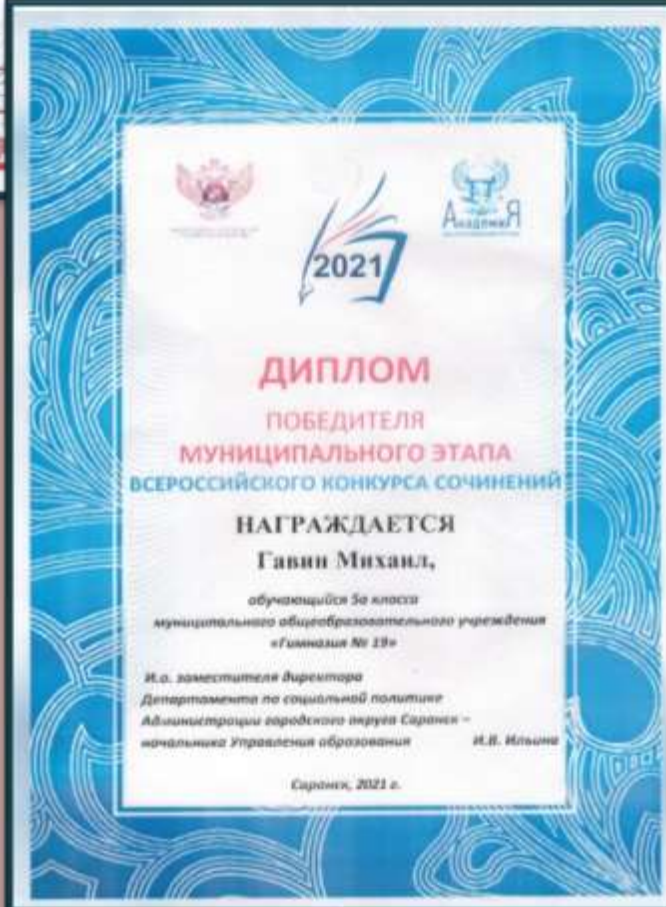 2021
АкадемиЯ
ДИПЛОМ
ПОБЕДИТЕЛЯ
МУНИЦИПАЛЬНОГО ЭТАПА
ВСЕРОССИЙСКОГО КОНКУРСА СОЧИНЕНИЙ
НАГРАЖДАЕТСЯ
Гавин Михаил,
обучающийся 5а класса
муниципального общеобразовательного учреждения
«Гимназия № 19»
И.о. заместителя директора
Департамента по социальной политике
Администрации городского округа Саранск –
начальника Управления образования И.В. Ильина
Саранск, 2021 г.